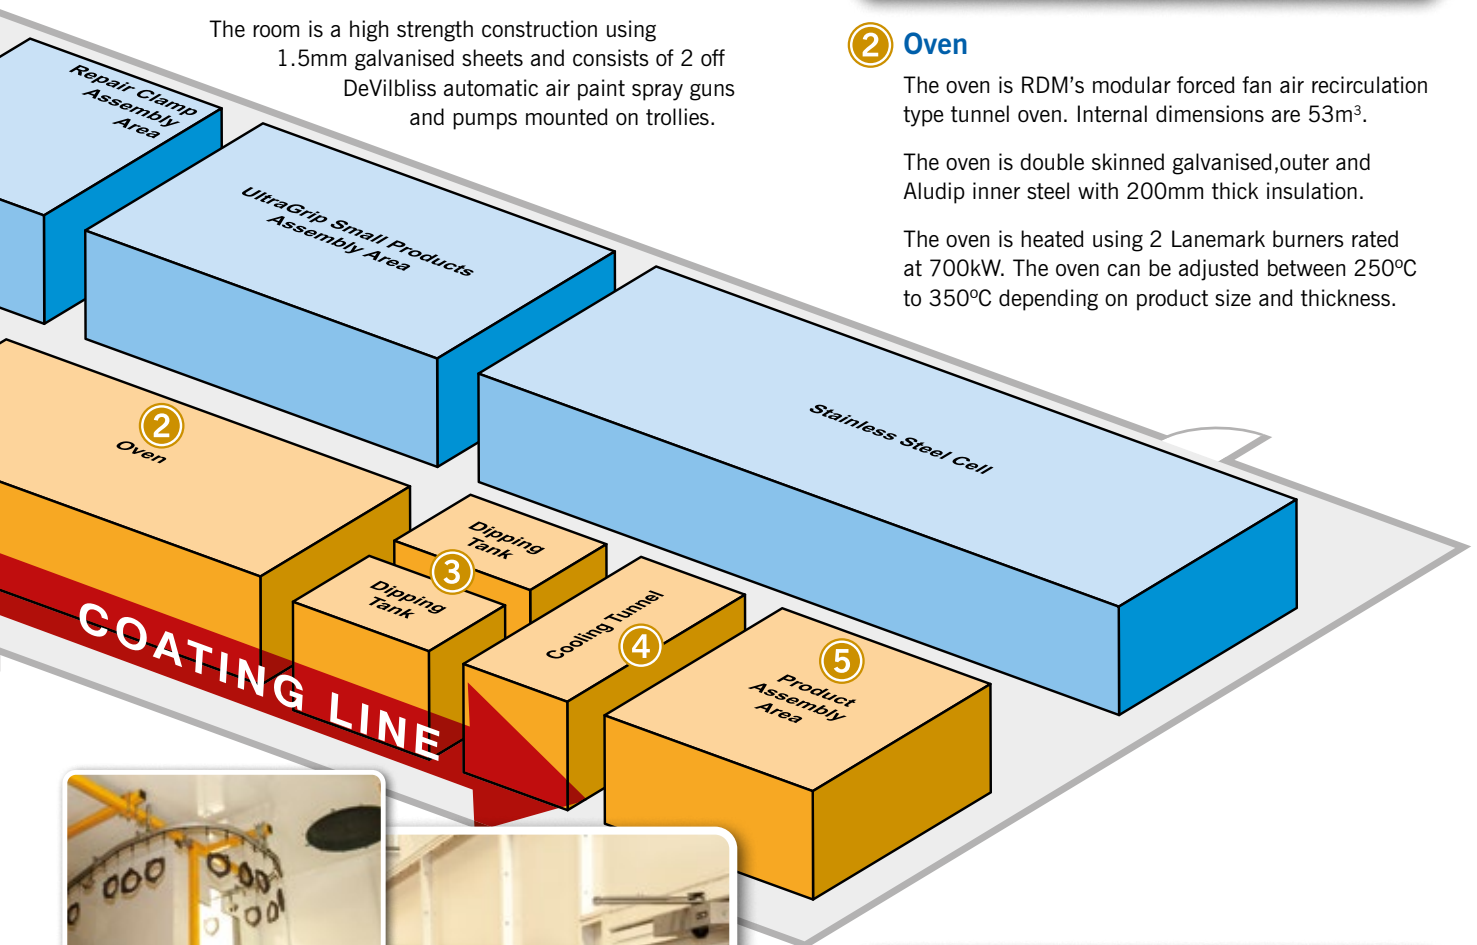 The room is a high strength construction using
1.5mm galvanised sheets and consists of 2 off
DeVilbliss automatic air paint spray guns
and pumps mounted on trollies.
2 Oven
The oven is RDM's modular forced fan air recirculation
type tunnel oven. Internal dimensions are 53m³.
The oven is double skinned galvanised,outer and
Aludip inner steel with 200mm thick insulation.
The oven is heated using 2 Lanemark burners rated
at 700kW. The oven can be adjusted between 250ºC
to 350ºC depending on product size and thickness.
Repair Clamp
Assembly
Area
UltraGrip Small Products
Assembly Area
Stainless Steel Cell
2
Oven
Dipping
Tank
3
Dipping
Tank
Cooling Tunnel
4
5
Product
Assembly
Area
COATING LINE